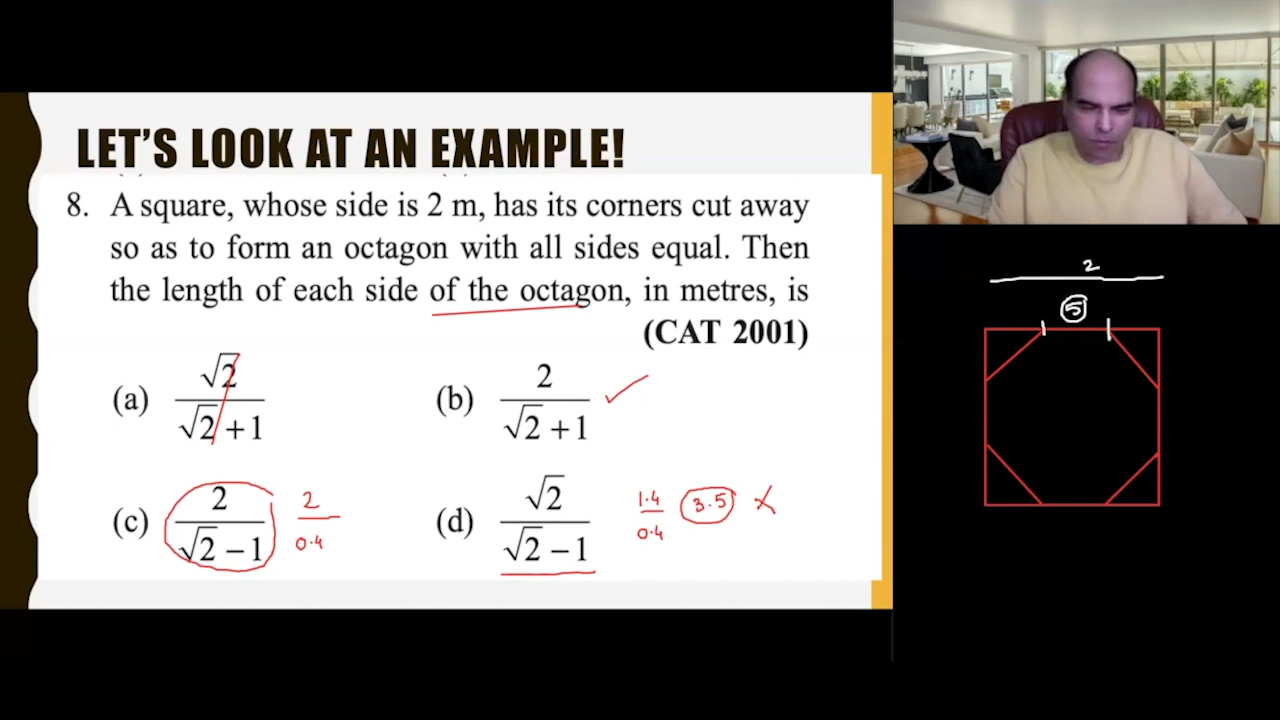 LET'S LOOK AT AN EXAMPLE!
8. A square, whose side is 2 m, has its corners cut away
so as to form an octagon with all sides equal. Then
the length of each side of the octagon, in metres, is
(CAT 2001)
(a) √2 / √2 + 1
(b) 2 / √2 + 1
(c) 2 / √2 − 1
2 / 0.4
(d) √2 / √2 − 1
1.4 / 0.4
3.5
2
5